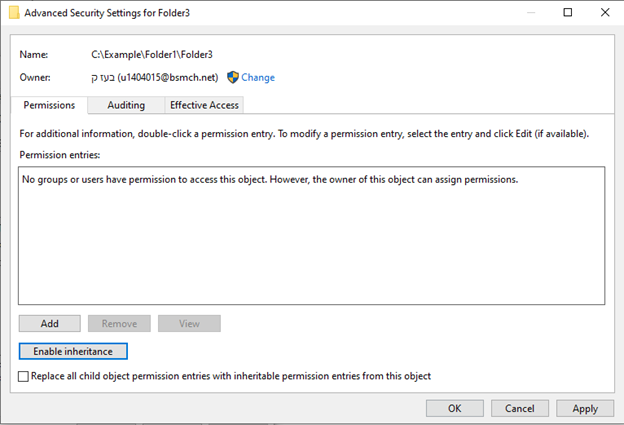 Advanced Security Settings for Folder3
Name: C:\Example\Folder1\Folder3
Owner: בעז ק (u1404015@bsmch.net) Change
Permissions Auditing Effective Access
For additional information, double-click a permission entry. To modify a permission entry, select the entry and click Edit (if available).
Permission entries:
No groups or users have permission to access this object. However, the owner of this object can assign permissions.
Add Remove View
Enable inheritance
Replace all child object permission entries with inheritable permission entries from this object
OK Cancel Apply